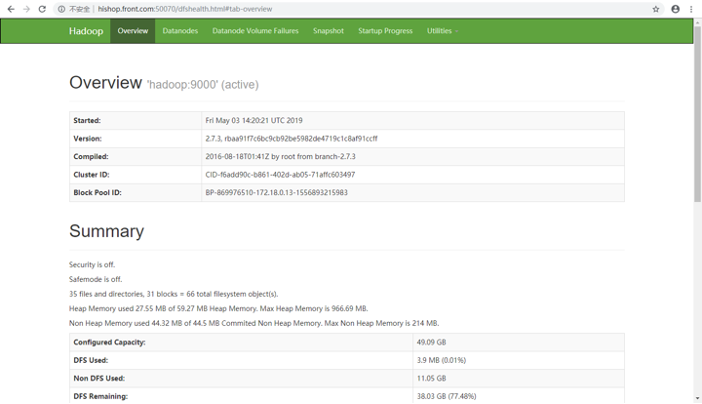 不安全 hishop.front.com:50070/dfshealth.html#tab-overview
Hadoop Overview Datanodes Datanode Volume Failures Snapshot Startup Progress Utilities
Overview 'hadoop:9000' (active)
Started: Fri May 03 14:20:21 UTC 2019
Version: 2.7.3, rbaa91f7c6bc9cb92be5982de4719c1c8af91ccff
Compiled: 2016-08-18T01:41Z by root from branch-2.7.3
Cluster ID: CID-f6add90c-b861-402d-ab05-71affc603497
Block Pool ID: BP-869976510-172.18.0.13-1556893215983
Summary
Security is off.
Safemode is off.
35 files and directories, 31 blocks = 66 total filesystem object(s).
Heap Memory used 27.55 MB of 59.27 MB Heap Memory. Max Heap Memory is 966.69 MB.
Non Heap Memory used 44.32 MB of 44.5 MB Commited Non Heap Memory. Max Non Heap Memory is 214 MB.
Configured Capacity: 49.09 GB
DFS Used: 3.9 MB (0.01%)
Non DFS Used: 11.05 GB
DFS Remaining: 38.03 GB (77.48%)